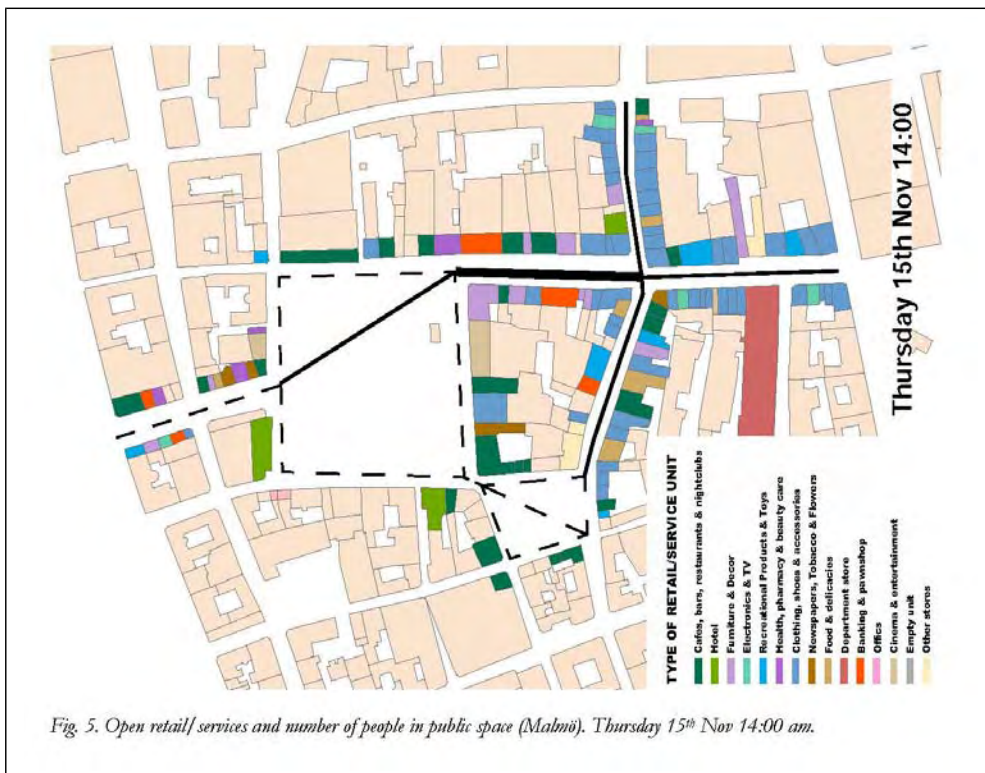 Thursday 15th Nov 14:00
TYPE OF RETAIL/SERVICE UNIT
Cafes, bars, restaurants & nightclubs
Hotel
Furniture & Decor
Electronics & TV
Recreational Products & Toys
Health, pharmacy & beauty care
Clothing, shoes & accessories
Newspapers, Tobacco & Flowers
Food & delicacies
Department store
Banking & pawnshop
Office
Cinema & entertainment
Empty unit
Other stores
Fig. 5. Open retail/ services and number of people in public space (Malmö). Thursday 15th Nov 14:00 am.